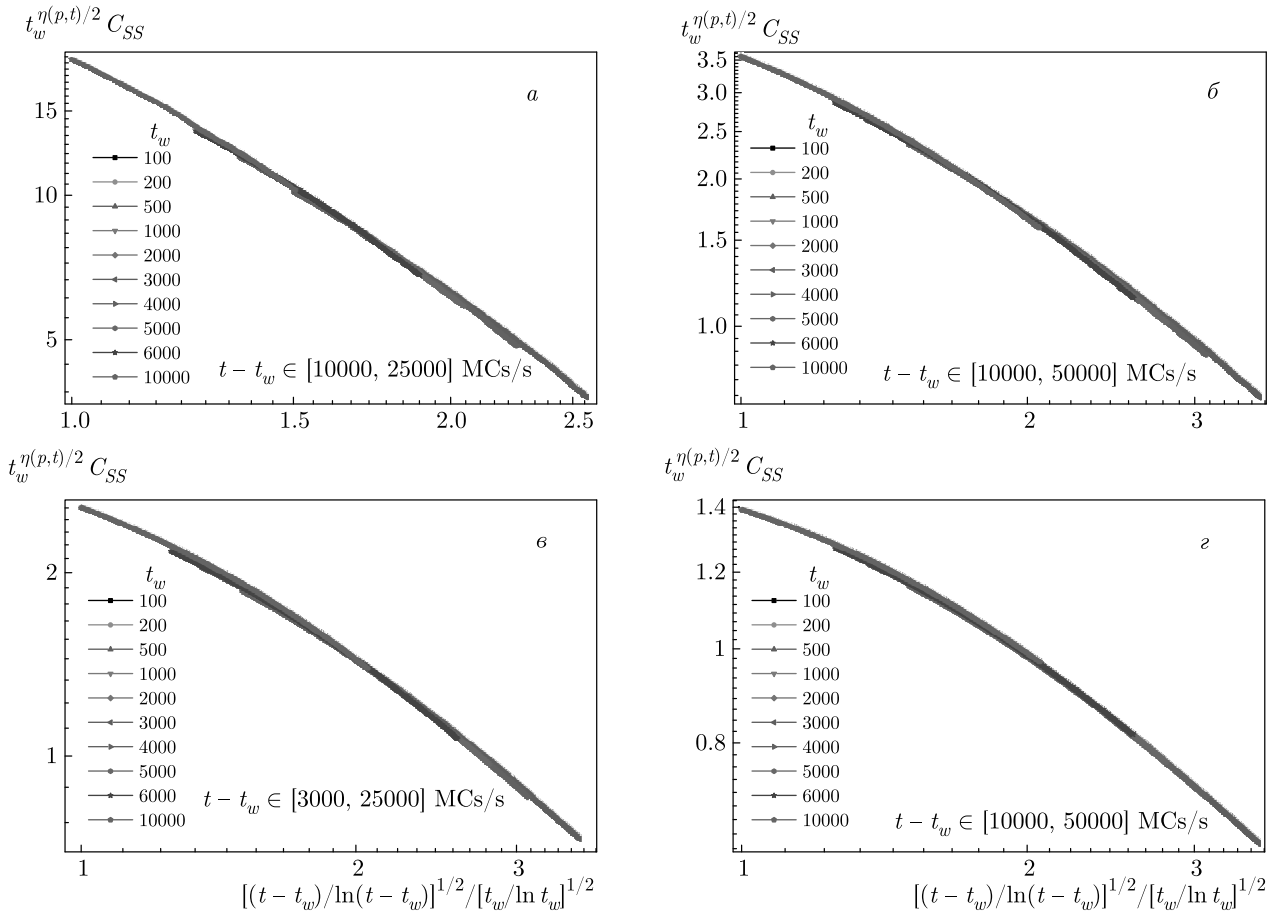 t_w^{η(p,t)/2} C_{SS}
а
15
10
5
t_w
100
200
500
1000
2000
3000
4000
5000
6000
10000
t – t_w ∈ [10000, 25000] MCs/s
1.0 1.5 2.0 2.5
t_w^{η(p,t)/2} C_{SS}
б
3.5
3.0
2.5
2.0
1.5
1.0
t_w
100
200
500
1000
2000
3000
4000
5000
6000
10000
t – t_w ∈ [10000, 50000] MCs/s
1 2 3
t_w^{η(p,t)/2} C_{SS}
в
2
1
t_w
100
200
500
1000
2000
3000
4000
5000
6000
10000
t – t_w ∈ [3000, 25000] MCs/s
1 2 3
[(t – t_w)/ln(t – t_w)]^{1/2}/[t_w/ln t_w]^{1/2}
t_w^{η(p,t)/2} C_{SS}
г
1.4
1.2
1
0.8
t_w
100
200
500
1000
2000
3000
4000
5000
6000
10000
t – t_w ∈ [10000, 50000] MCs/s
1 2 3
[(t – t_w)/ln(t – t_w)]^{1/2}/[t_w/ln t_w]^{1/2}